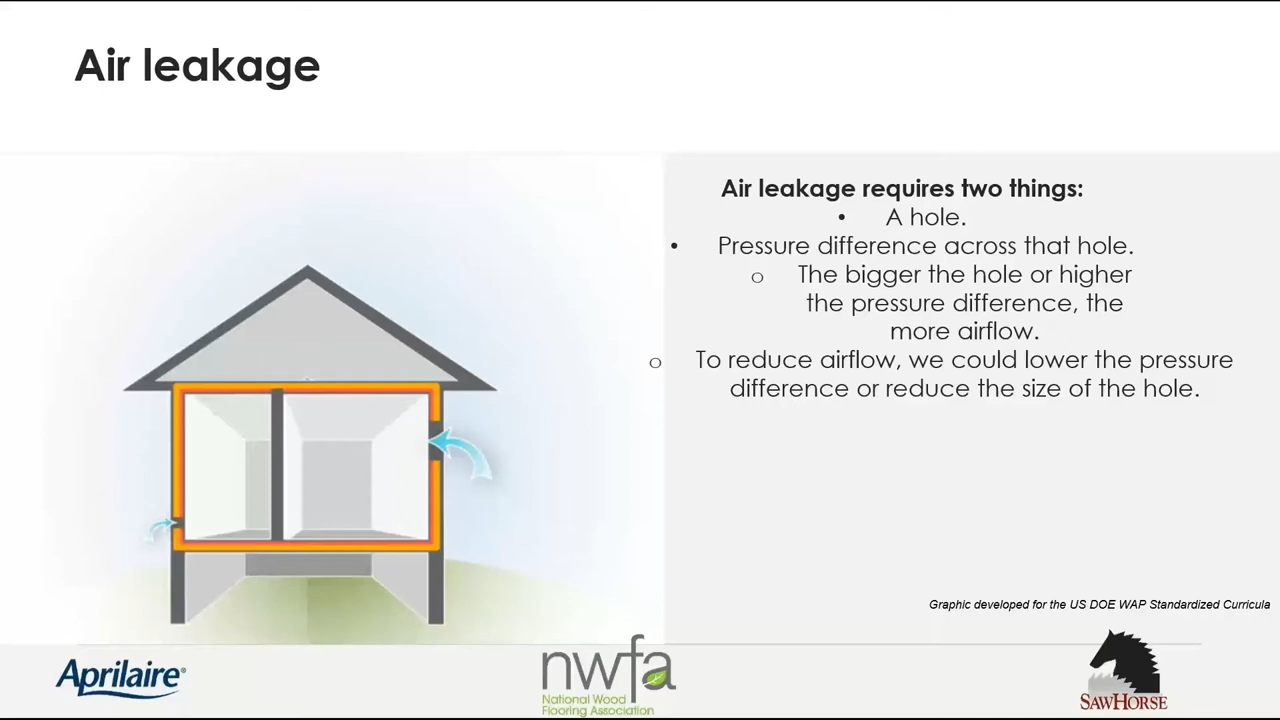 Air leakage
Air leakage requires two things:
• A hole.
• Pressure difference across that hole.
o The bigger the hole or higher
the pressure difference, the
more airflow.
o To reduce airflow, we could lower the pressure
difference or reduce the size of the hole.
Graphic developed for the US DOE WAP Standardized Curricula
Aprilaire®
nwfa
National Wood
Flooring Association
SAWHORSE